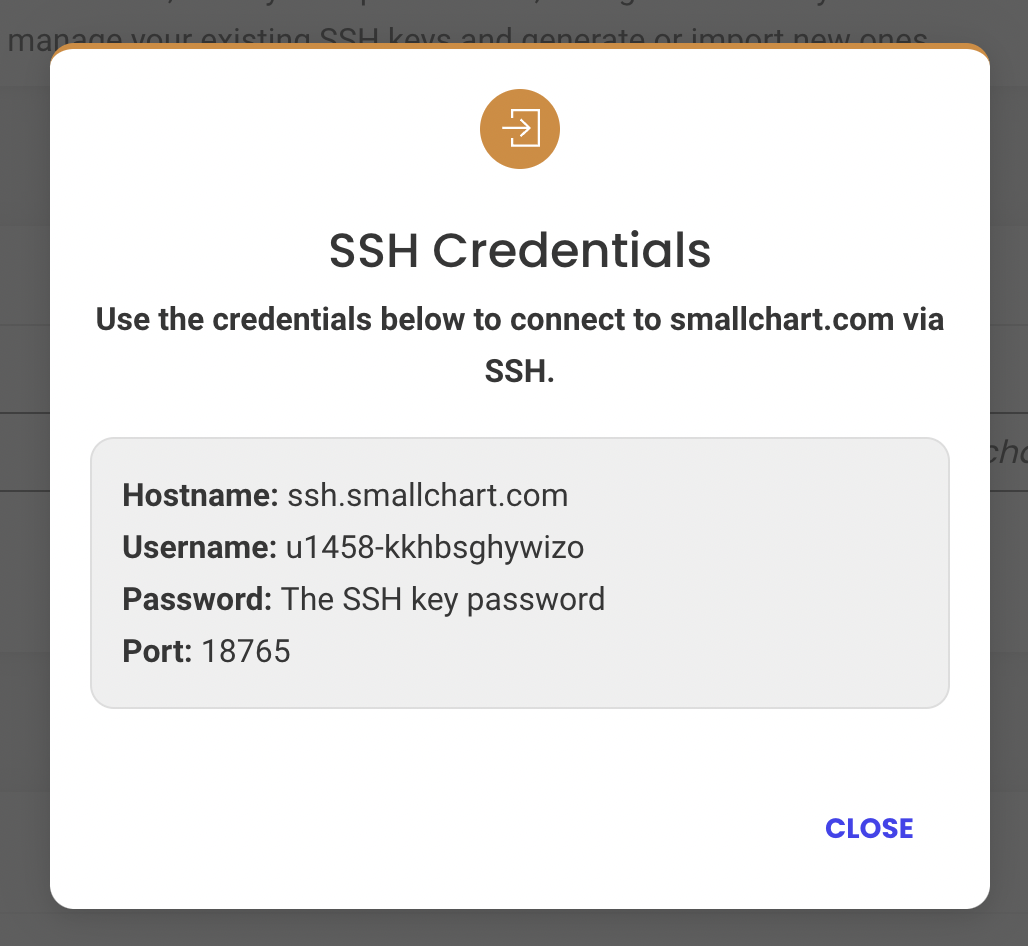 manage your existing SSH keys and generate or import new ones
SSH Credentials
Use the credentials below to connect to smallchart.com via
SSH.
Hostname: ssh.smallchart.com
Username: u1458-kkhbsghywizo
Password: The SSH key password
Port: 18765
CLOSE